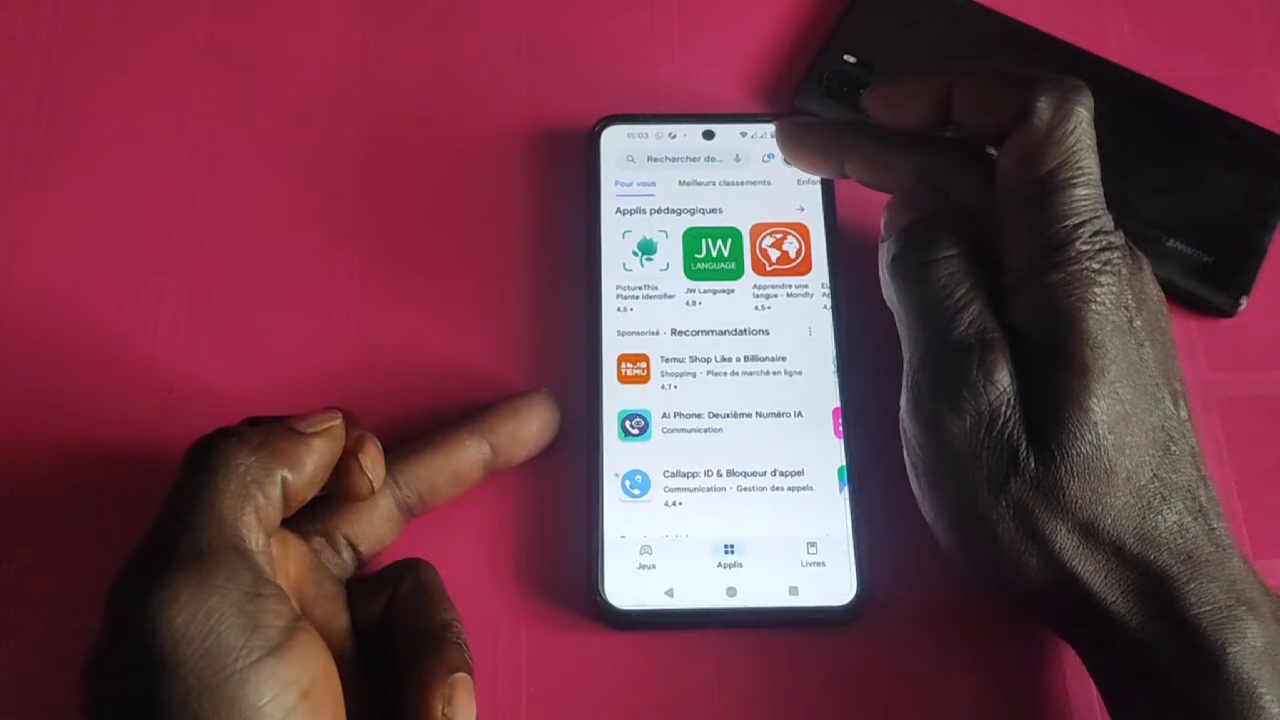 15:03
Rechercher de...
Pour vous
Meilleurs classements
Enfan
Applis pédagogiques
JW
LANGUAGE
PictureThis
Plante Identifier
4,6
JW Language
4,8
Apprendre une
langue - Mondly
4,5
Sponsorisé · Recommandations
TEMU
Temu: Shop Like a Billionaire
Shopping · Place de marché en ligne
4,7
Ai Phone: Deuxième Numéro IA
Communication
Callapp: ID & Bloqueur d'appel
Communication · Gestion des appels
4,4
Jeux
Applis
Livres
HUAWEI